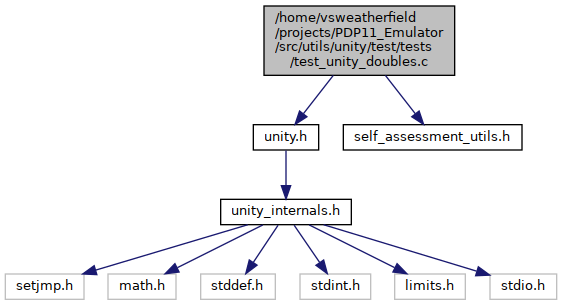 /home/vsweatherfield
/projects/PDP11_Emulator
/src/utils/unity/test/tests
/test_unity_doubles.c
unity.h
self_assessment_utils.h
unity_internals.h
setjmp.h
math.h
stddef.h
stdint.h
limits.h
stdio.h